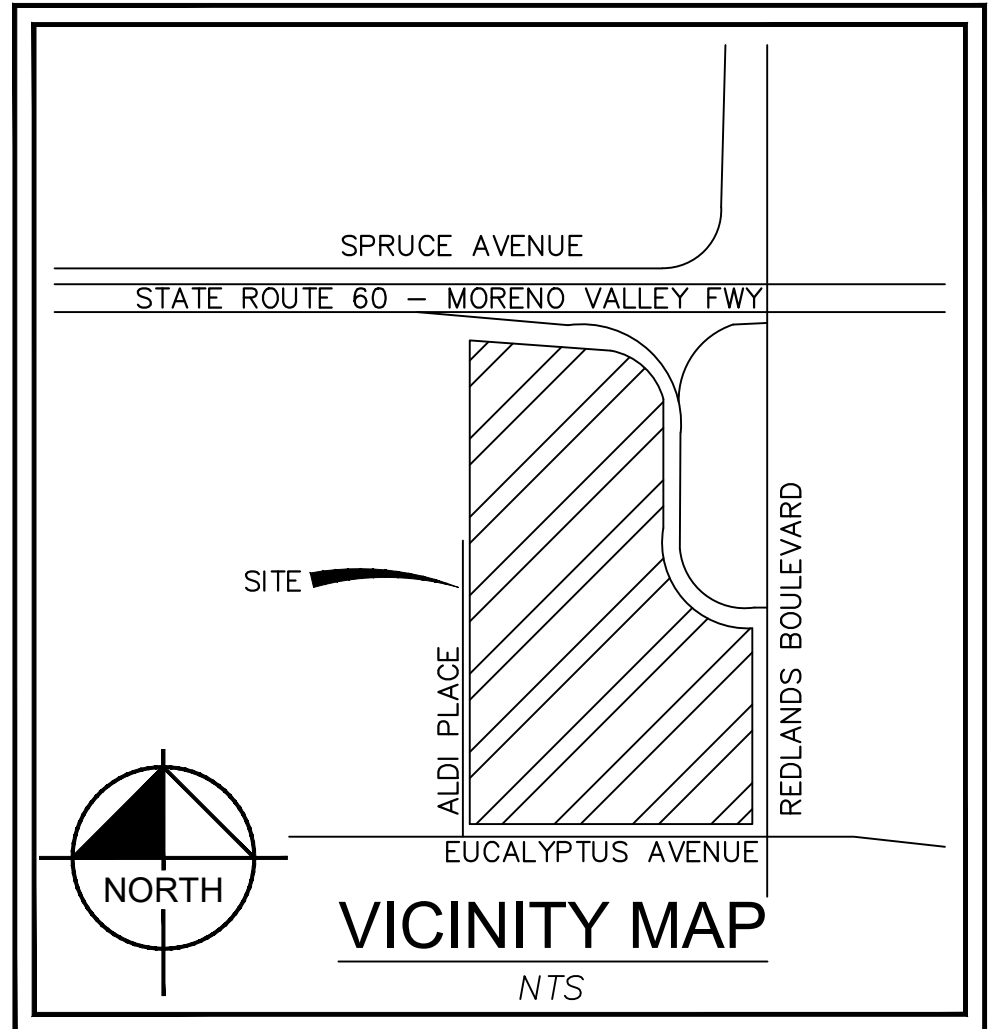 SPRUCE AVENUE
STATE ROUTE 60 - MORENO VALLEY FWY
REDLANDS BOULEVARD
SITE
ALDI PLACE
EUCALYPTUS AVENUE
NORTH
VICINITY MAP
NTS